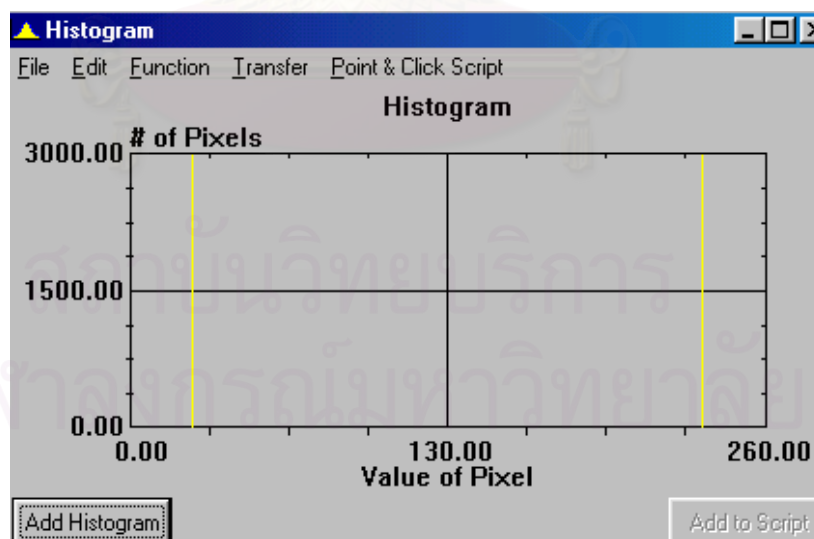 Histogram
File Edit Function Transfer Point & Click Script
Histogram
# of Pixels
3000.00
1500.00
0.00
0.00 130.00 260.00
Value of Pixel
Add Histogram Add to Script
สถาบันวิทยบริการ
จุฬาลงกรณ์มหาวิทยาลัย